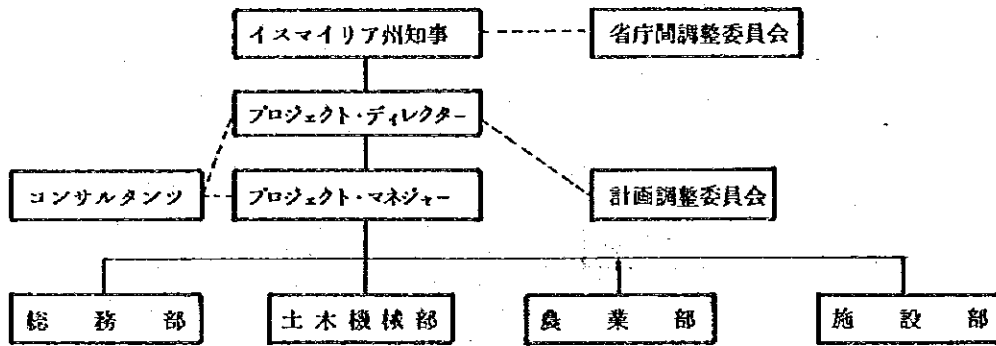 イスマイリア州知事
省庁間調整委員会
プロジェクト・ディレクター
コンサルタンツ
プロジェクト・マネジャー
計画調整委員会
総務部
土木機械部
農業部
施設部